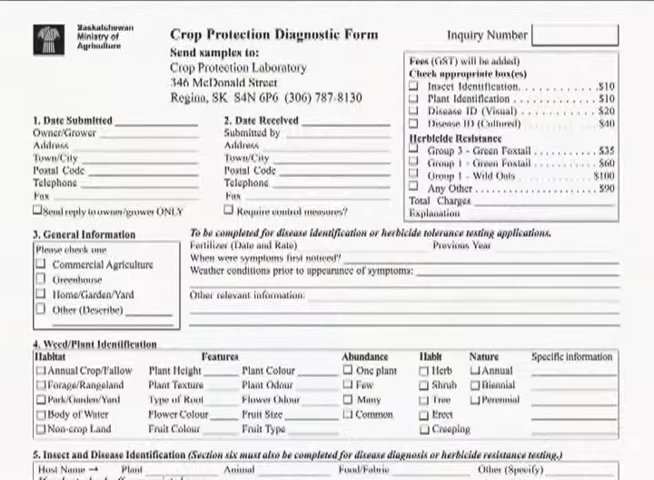 Saskatchewan
Ministry of
Agriculture
Crop Protection Diagnostic Form
Send samples to:
Crop Protection Laboratory
346 McDonald Street
Regina, SK S4N 6P6 (306) 787-8130
Inquiry Number
Fees (GST) will be added)
Check appropriate box(es)
Insect Identification. . . . . . . . . . . . $10
Plant Identification . . . . . . . . . . . . $10
Disease ID (Visual) . . . . . . . . . . . . $20
Disease ID (Cultured) . . . . . . . . . . $40
Herbicide Resistance
Group 3 - Green Foxtail . . . . . . . . $35
Group 1 - Green Foxtail . . . . . . . . $60
Group 1 - Wild Oats . . . . . . . . . . $100
Any Other . . . . . . . . . . . . . . . . . . $90
Total Charges
Explanation
1. Date Submitted
Owner/Grower
Address
Town/City
Postal Code
Telephone
Fax
Send reply to owner/grower ONLY
2. Date Received
Submitted by
Address
Town/City
Postal Code
Telephone
Fax
Require control measures?
3. General Information
Please check one
Commercial Agriculture
Greenhouse
Home/Garden/Yard
Other (Describe)
To be completed for disease identification or herbicide tolerance testing applications.
Fertilizer (Date and Rate) Previous Year
When were symptoms first noticed?
Weather conditions prior to appearance of symptoms:
Other relevant information:
4. Weed/Plant Identification
Habitat Features Abundance Habit Nature Specific information
Annual Crop/Fallow Plant Height Plant Colour One plant Herb Annual
Forage/Rangeland Plant Texture Plant Odour Few Shrub Biennial
Park/Garden/Yard Type of Root Flower Odour Many Tree Perennial
Body of Water Flower Colour Fruit Size Common Erect
Non-crop Land Fruit Colour Fruit Type Creeping
5. Insect and Disease Identification (Section six must also be completed for disease diagnosis or herbicide resistance testing.)
Host Name → Plant Animal Food/Fabric Other (Specify)